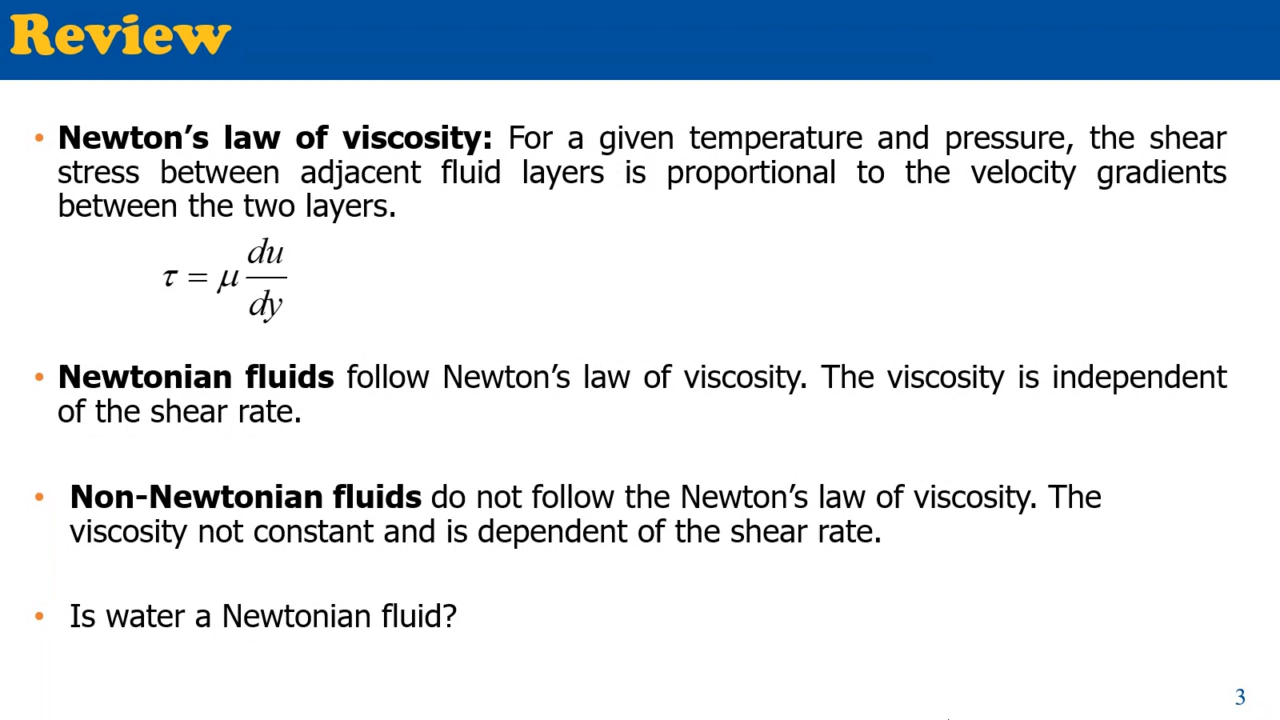 Review
• Newton’s law of viscosity: For a given temperature and pressure, the shear
stress between adjacent fluid layers is proportional to the velocity gradients
between the two layers.
τ = μ du/dy
• Newtonian fluids follow Newton’s law of viscosity. The viscosity is independent
of the shear rate.
• Non-Newtonian fluids do not follow the Newton’s law of viscosity. The
viscosity not constant and is dependent of the shear rate.
• Is water a Newtonian fluid?
3